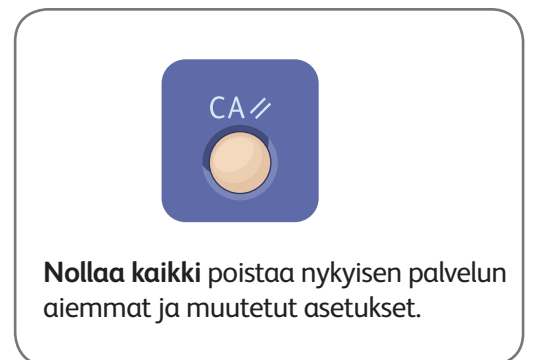 CA //
Nollaa kaikki poistaa nykyisen palvelun
aiemmat ja muutetut asetukset.